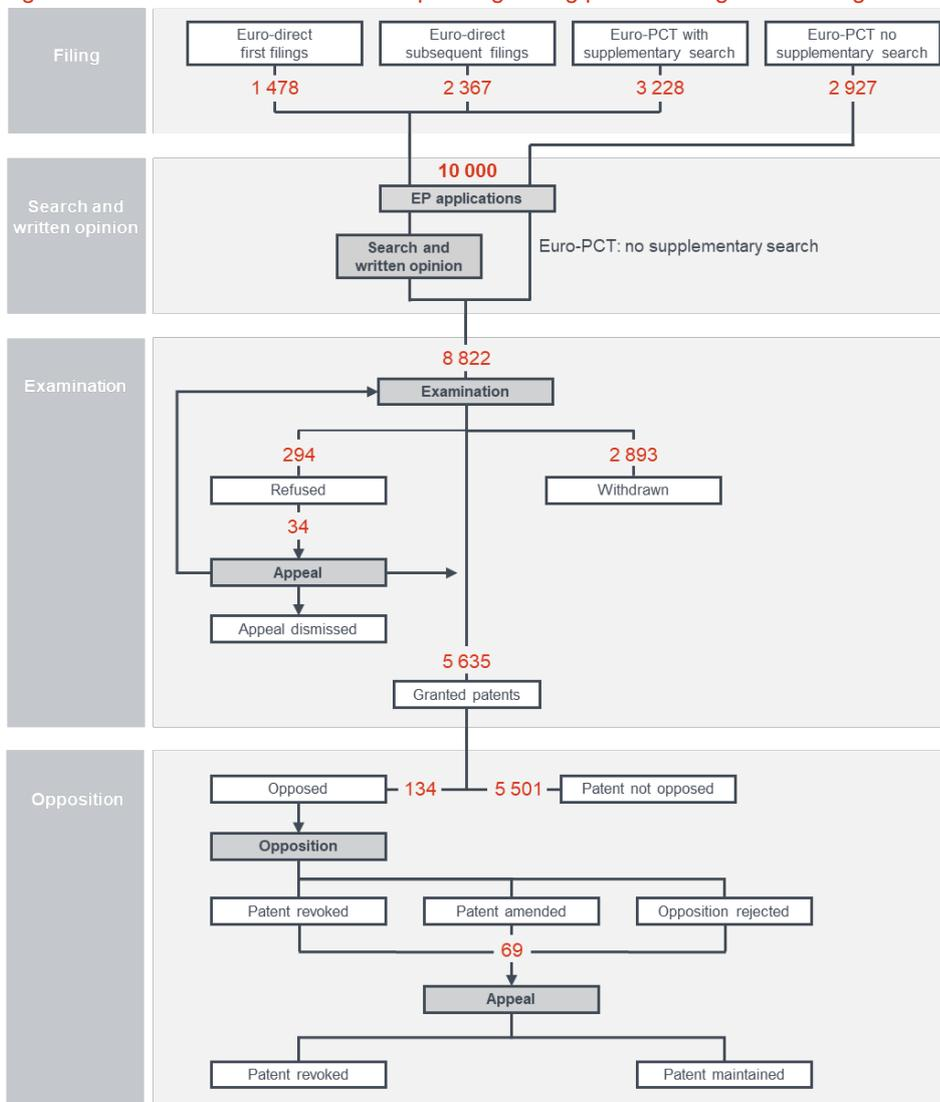 Filing
Euro-direct
first filings
Euro-direct
subsequent filings
Euro-PCT with
supplementary search
Euro-PCT no
supplementary search
1 478
2 367
3 228
2 927
Search and
written opinion
10 000
EP applications
Search and
written opinion
Euro-PCT: no supplementary search
8 822
Examination
Examination
294
2 893
Refused
Withdrawn
34
Appeal
Appeal dismissed
5 635
Granted patents
Opposition
Opposed
134
5 501
Patent not opposed
Opposition
Patent revoked
Patent amended
Opposition rejected
69
Appeal
Patent revoked
Patent maintained